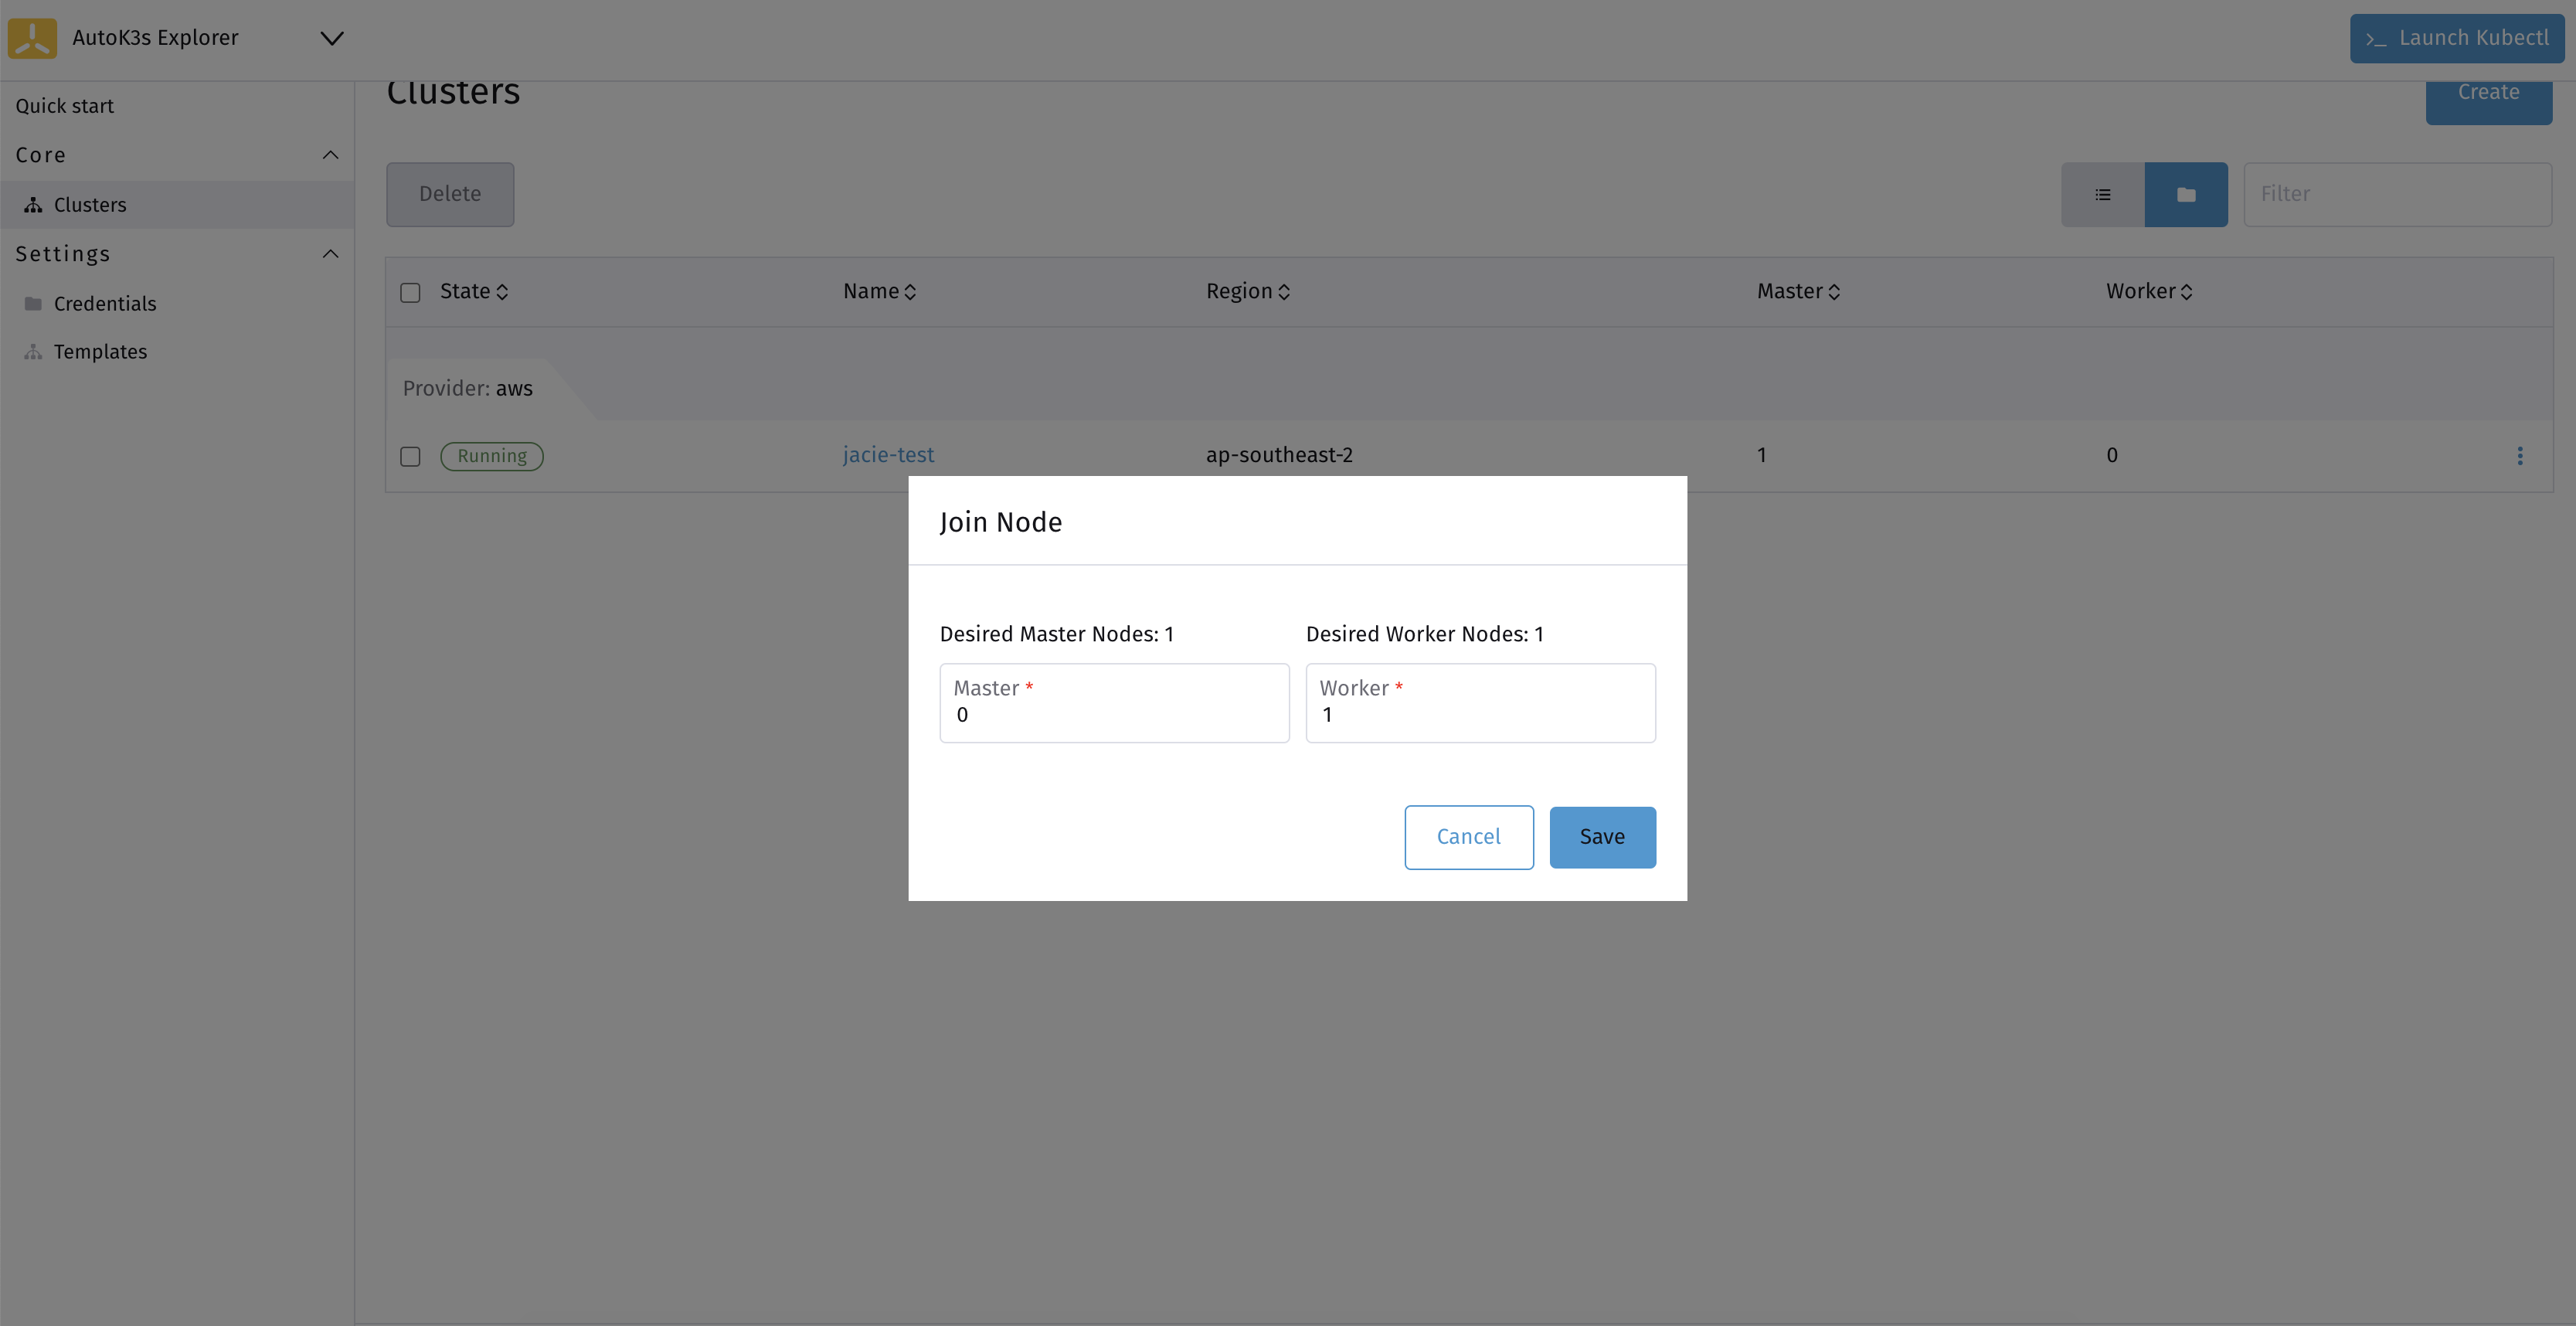 AutoK3s Explorer
>_ Launch Kubectl
Quick start
Core
Clusters
Settings
Credentials
Templates
Clusters
Create
Delete
Filter
State Name Region Master Worker
Provider: aws
Running jacie-test ap-southeast-2 1 0
Join Node
Desired Master Nodes: 1 Desired Worker Nodes: 1
Master * Worker *
0 1
Cancel Save